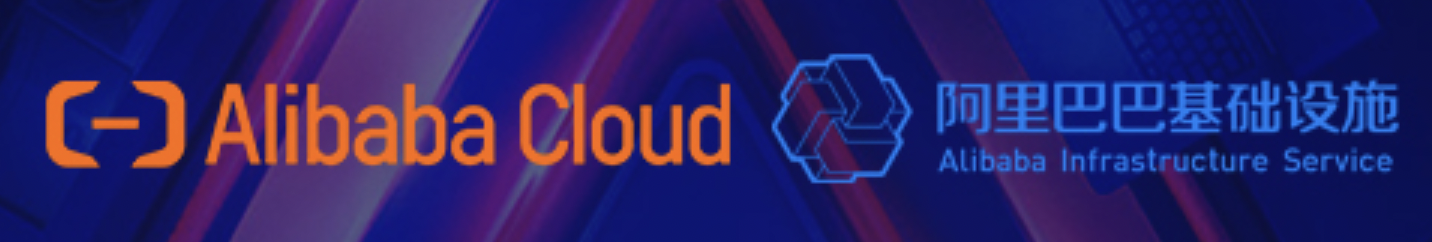 Alibaba Cloud
阿里巴巴基础设施
Alibaba Infrastructure Service